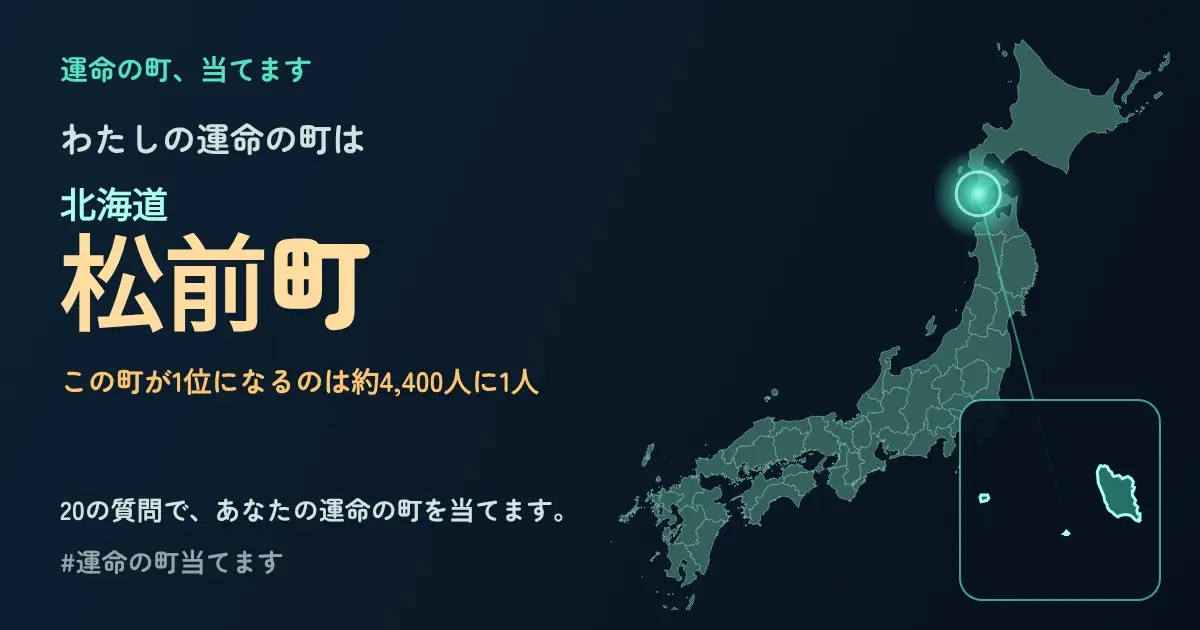 運命の町、当てます
わたしの運命の町は
北海道
松前町
この町が1位になるのは約4,400人に1人
20の質問で、あなたの運命の町を当てます。
#運命の町当てます